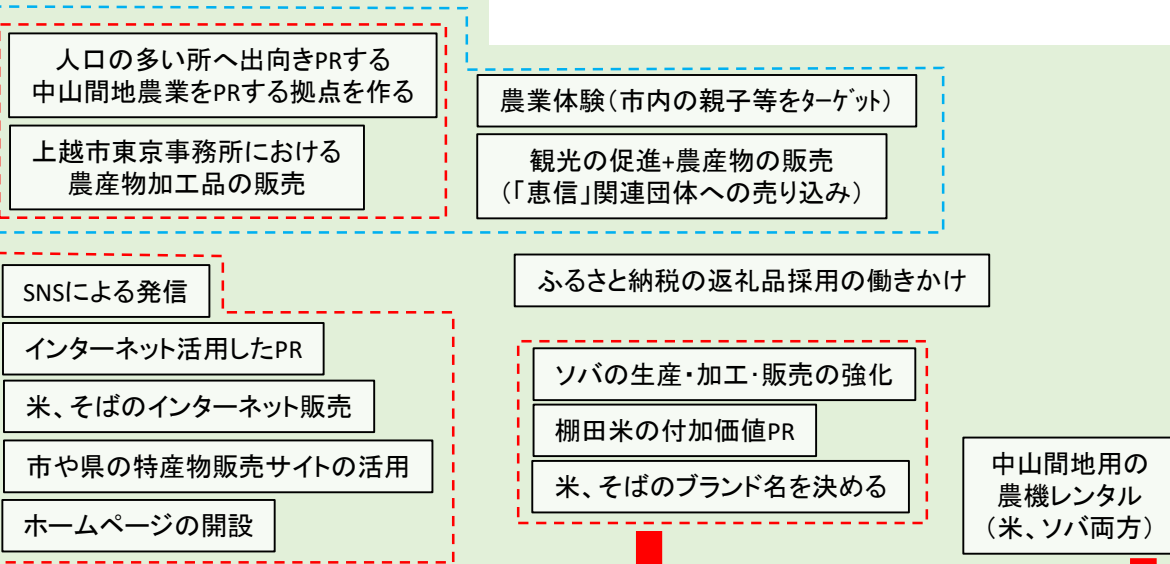 人口の多い所へ出向きPRする
中山間地農業をPRする拠点を作る
上越市東京事務所における
農産物加工品の販売
農業体験（市内の親子等をﾀｰｹﾞｯﾄ）
観光の促進+農産物の販売
（｢恵信｣関連団体への売り込み）
SNSによる発信
インターネット活用したPR
米、そばのインターネット販売
市や県の特産物販売サイトの活用
ホームページの開設
ふるさと納税の返礼品採用の働きかけ
ソバの生産・加工･販売の強化
棚田米の付加価値PR
米、そばのブランド名を決める
中山間地用の
農機レンタル
（米、ソバ両方）